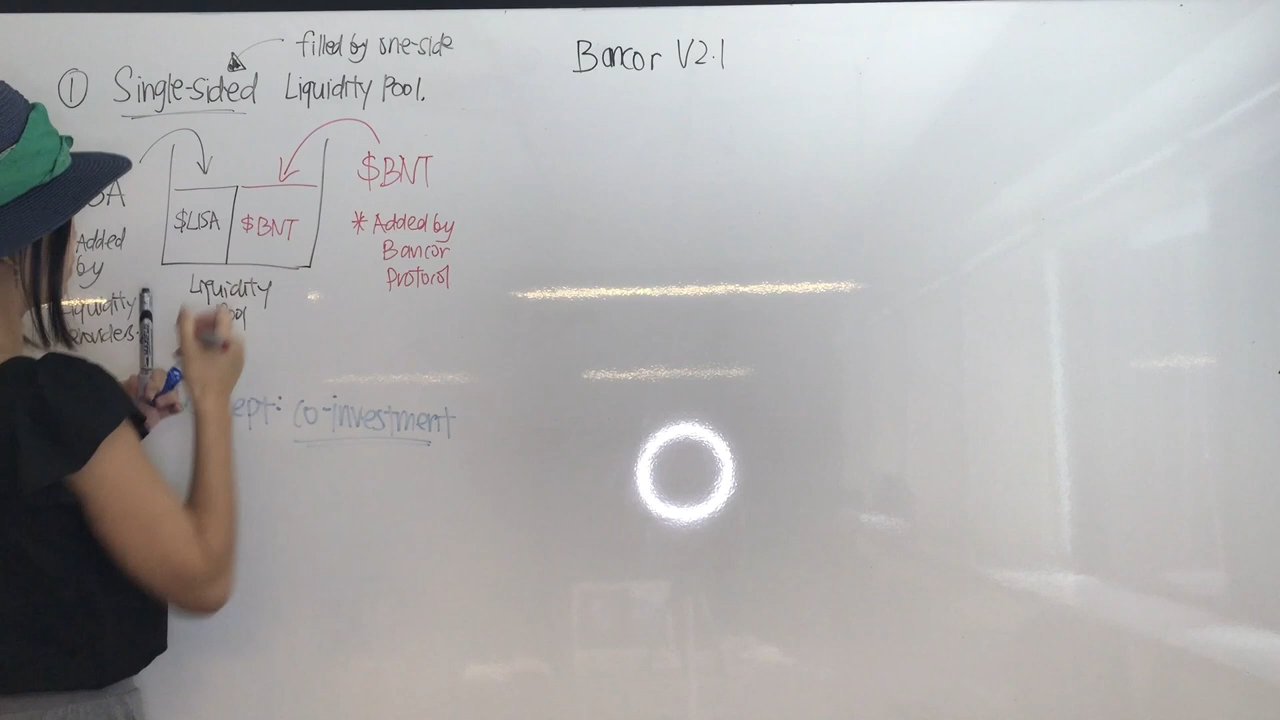 Bancor V2.1
filled by one-side
① Single-sided Liquidity Pool.
$BNT
$LISA
$BNT
* Added by
Bancor
Protorol
Added
by
Liquidity
Providers.
Liquidity
co-investment